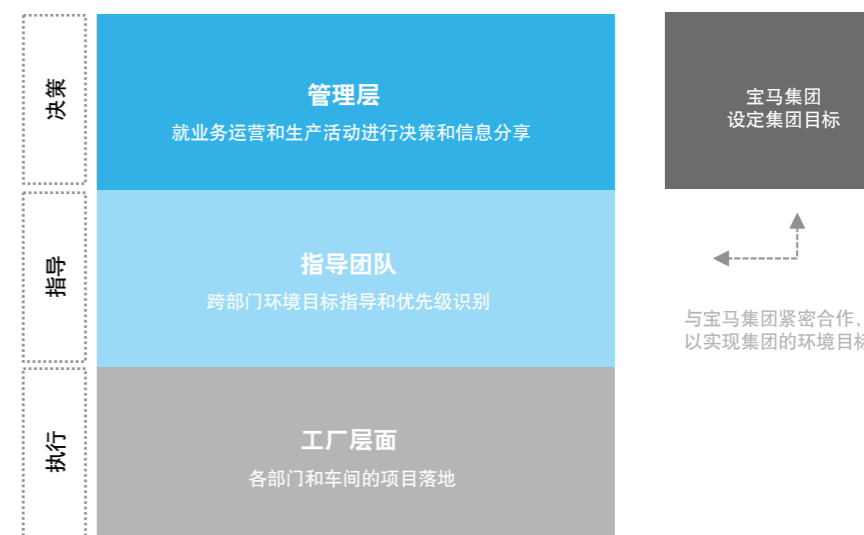 决策
管理层
就业务运营和生产活动进行决策和信息分享
宝马集团
设定集团目标
指导
指导团队
跨部门环境目标指导和优先级识别
与宝马集团紧密合作，
以实现集团的环境目标
执行
工厂层面
各部门和车间的项目落地